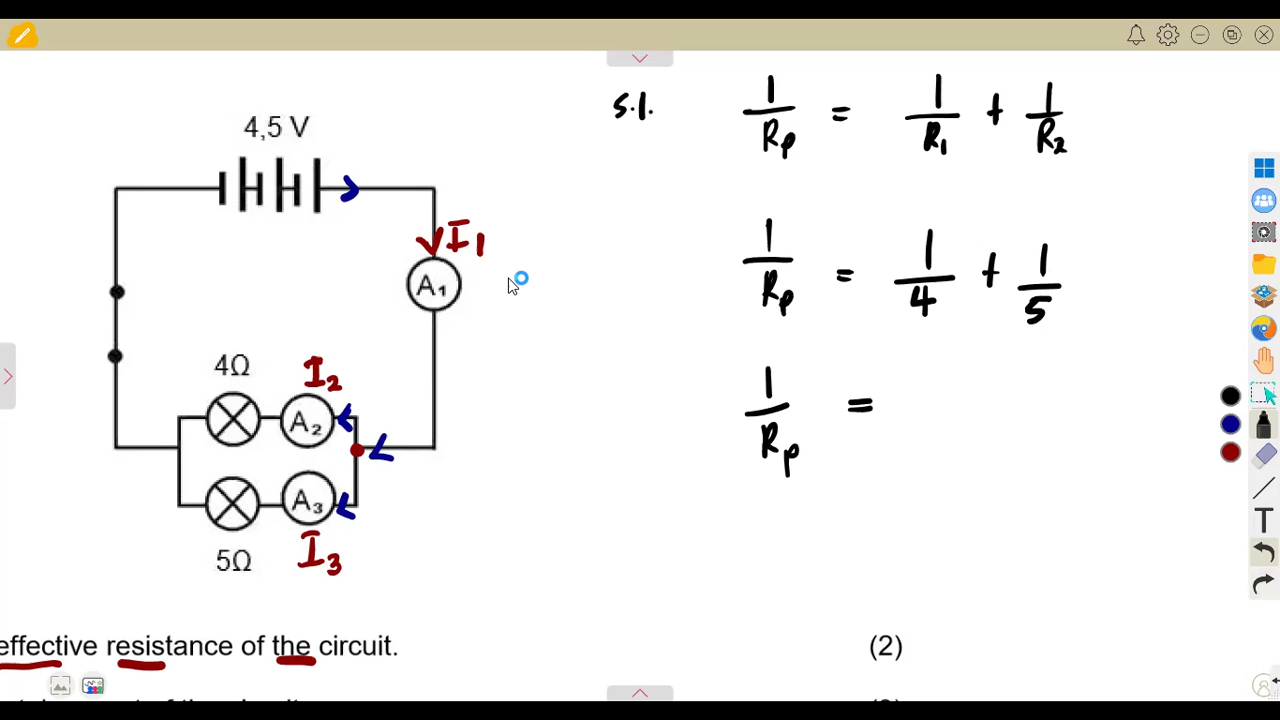 4,5 V
5.1. 1/Rp = 1/R1 + 1/R2
I1
A₁
1/Rp = 1/4 + 1/5
4Ω
I2
A₂
1/Rp =
A₃
5Ω
I3
effective resistance of the circuit. (2)